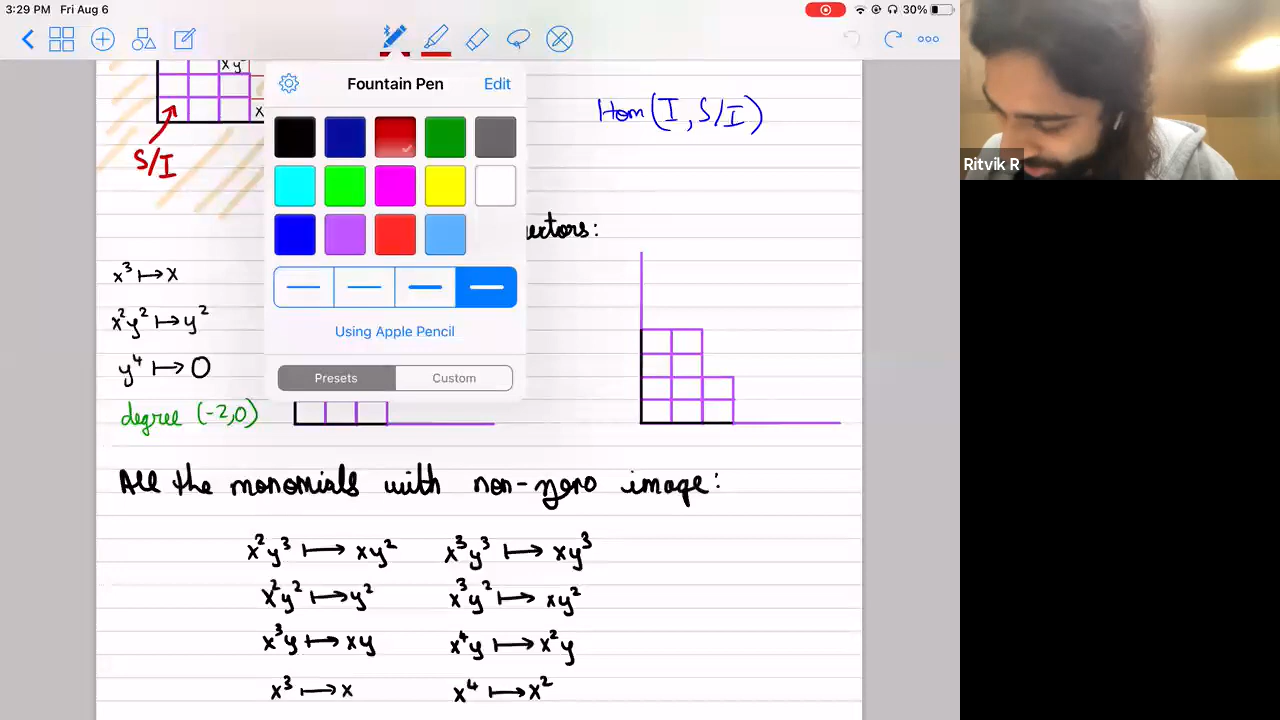 3:29 PM Fri Aug 6
30%
Fountain Pen
Edit
Using Apple Pencil
Presets
Custom
xy²
x
S/I
Hom(I, S/I)
ectors:
x³ ↦ x
x²y² ↦ y²
y⁴ ↦ 0
degree (-2,0)
All the monomials with non-zero image:
x²y³ ↦ xy² x³y³ ↦ xy³
x²y² ↦ y² x³y² ↦ xy²
x³y ↦ xy x⁴y ↦ x²y
x³ ↦ x x⁴ ↦ x²
Ritvik R